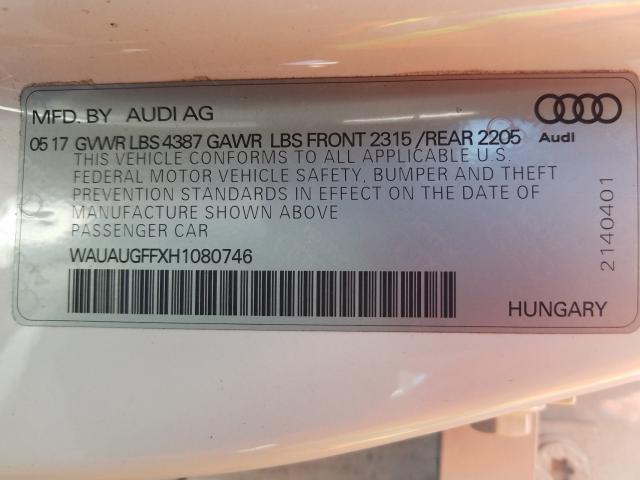 MFD. BY AUDI AG
05 17 GVWR LBS 4387 GAWR LBS FRONT 2315 /REAR 2205
Audi
THIS VEHICLE CONFORMS TO ALL APPLICABLE U.S.
FEDERAL MOTOR VEHICLE SAFETY, BUMPER AND THEFT
PREVENTION STANDARDS IN EFFECT ON THE DATE OF
MANUFACTURE SHOWN ABOVE
PASSENGER CAR
WAUAUGFFXH1080746
HUNGARY
2140401